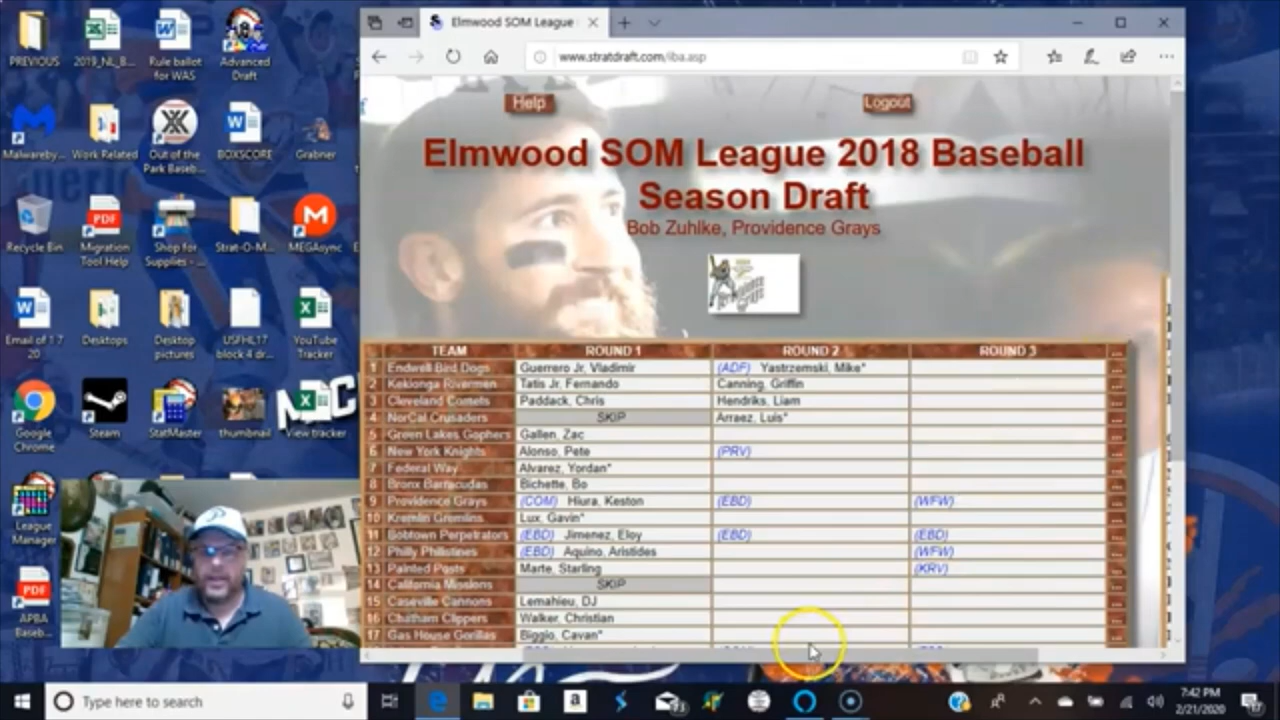 PREVIOUS
2019_NL_B...
Rule ballot for WAS
Advanced Draft
Malwareby...
Work Related
Out of the Park Baseb...
BOXSCORE
Grabner
Recycle Bin
Migration Tool Help
Shop for Supplies - ...
Strat-O-M...
MEGAsync
Email of 1 7 20
Desktops
Desktop pictures
USFHL17 block 4 dr...
YouTube Tracker
Google Chrome
Steam
StatMaster
thumbnail
View tracker
League Manager
APBA Baseb...
Elmwood SOM League
www.stratdraft.com/iba.asp
Help
Logout
Elmwood SOM League 2018 Baseball
Season Draft
Bob Zuhlke, Providence Grays
TEAM ROUND 1 ROUND 2 ROUND 3 ...
1 Endwell Bird Dogs Guerrero Jr, Vladimir (ADF) Yastrzemski, Mike* ...
2 Kekionga Rivermen Tatis Jr, Fernando Canning, Griffin ...
3 Cleveland Comets Paddack, Chris Hendriks, Liam ...
4 NorCal Crusaders SKIP Arraez, Luis* ...
5 Green Lakes Gophers Gallen, Zac ...
6 New York Knights Alonso, Pete (PRV) ...
7 Federal Way Alvarez, Yordan* ...
8 Bronx Barracudas Bichette, Bo ...
9 Providence Grays (COM) Hiura, Keston (EBD) (WFW) ...
10 Kremlin Gremlins Lux, Gavin* ...
11 Bobtown Perpetrators (EBD) Jimenez, Eloy (EBD) (EBD) ...
12 Philly Philistines (EBD) Aquino, Aristides (WFW) ...
13 Painted Posts Marte, Starling (KRV) ...
14 California Missions SKIP ...
15 Caseville Cannons Lemahieu, DJ ...
16 Chatham Clippers Walker, Christian ...
17 Gas House Gorillas Biggio, Cavan* ...
Type here to search
7:42 PM
2/21/2020